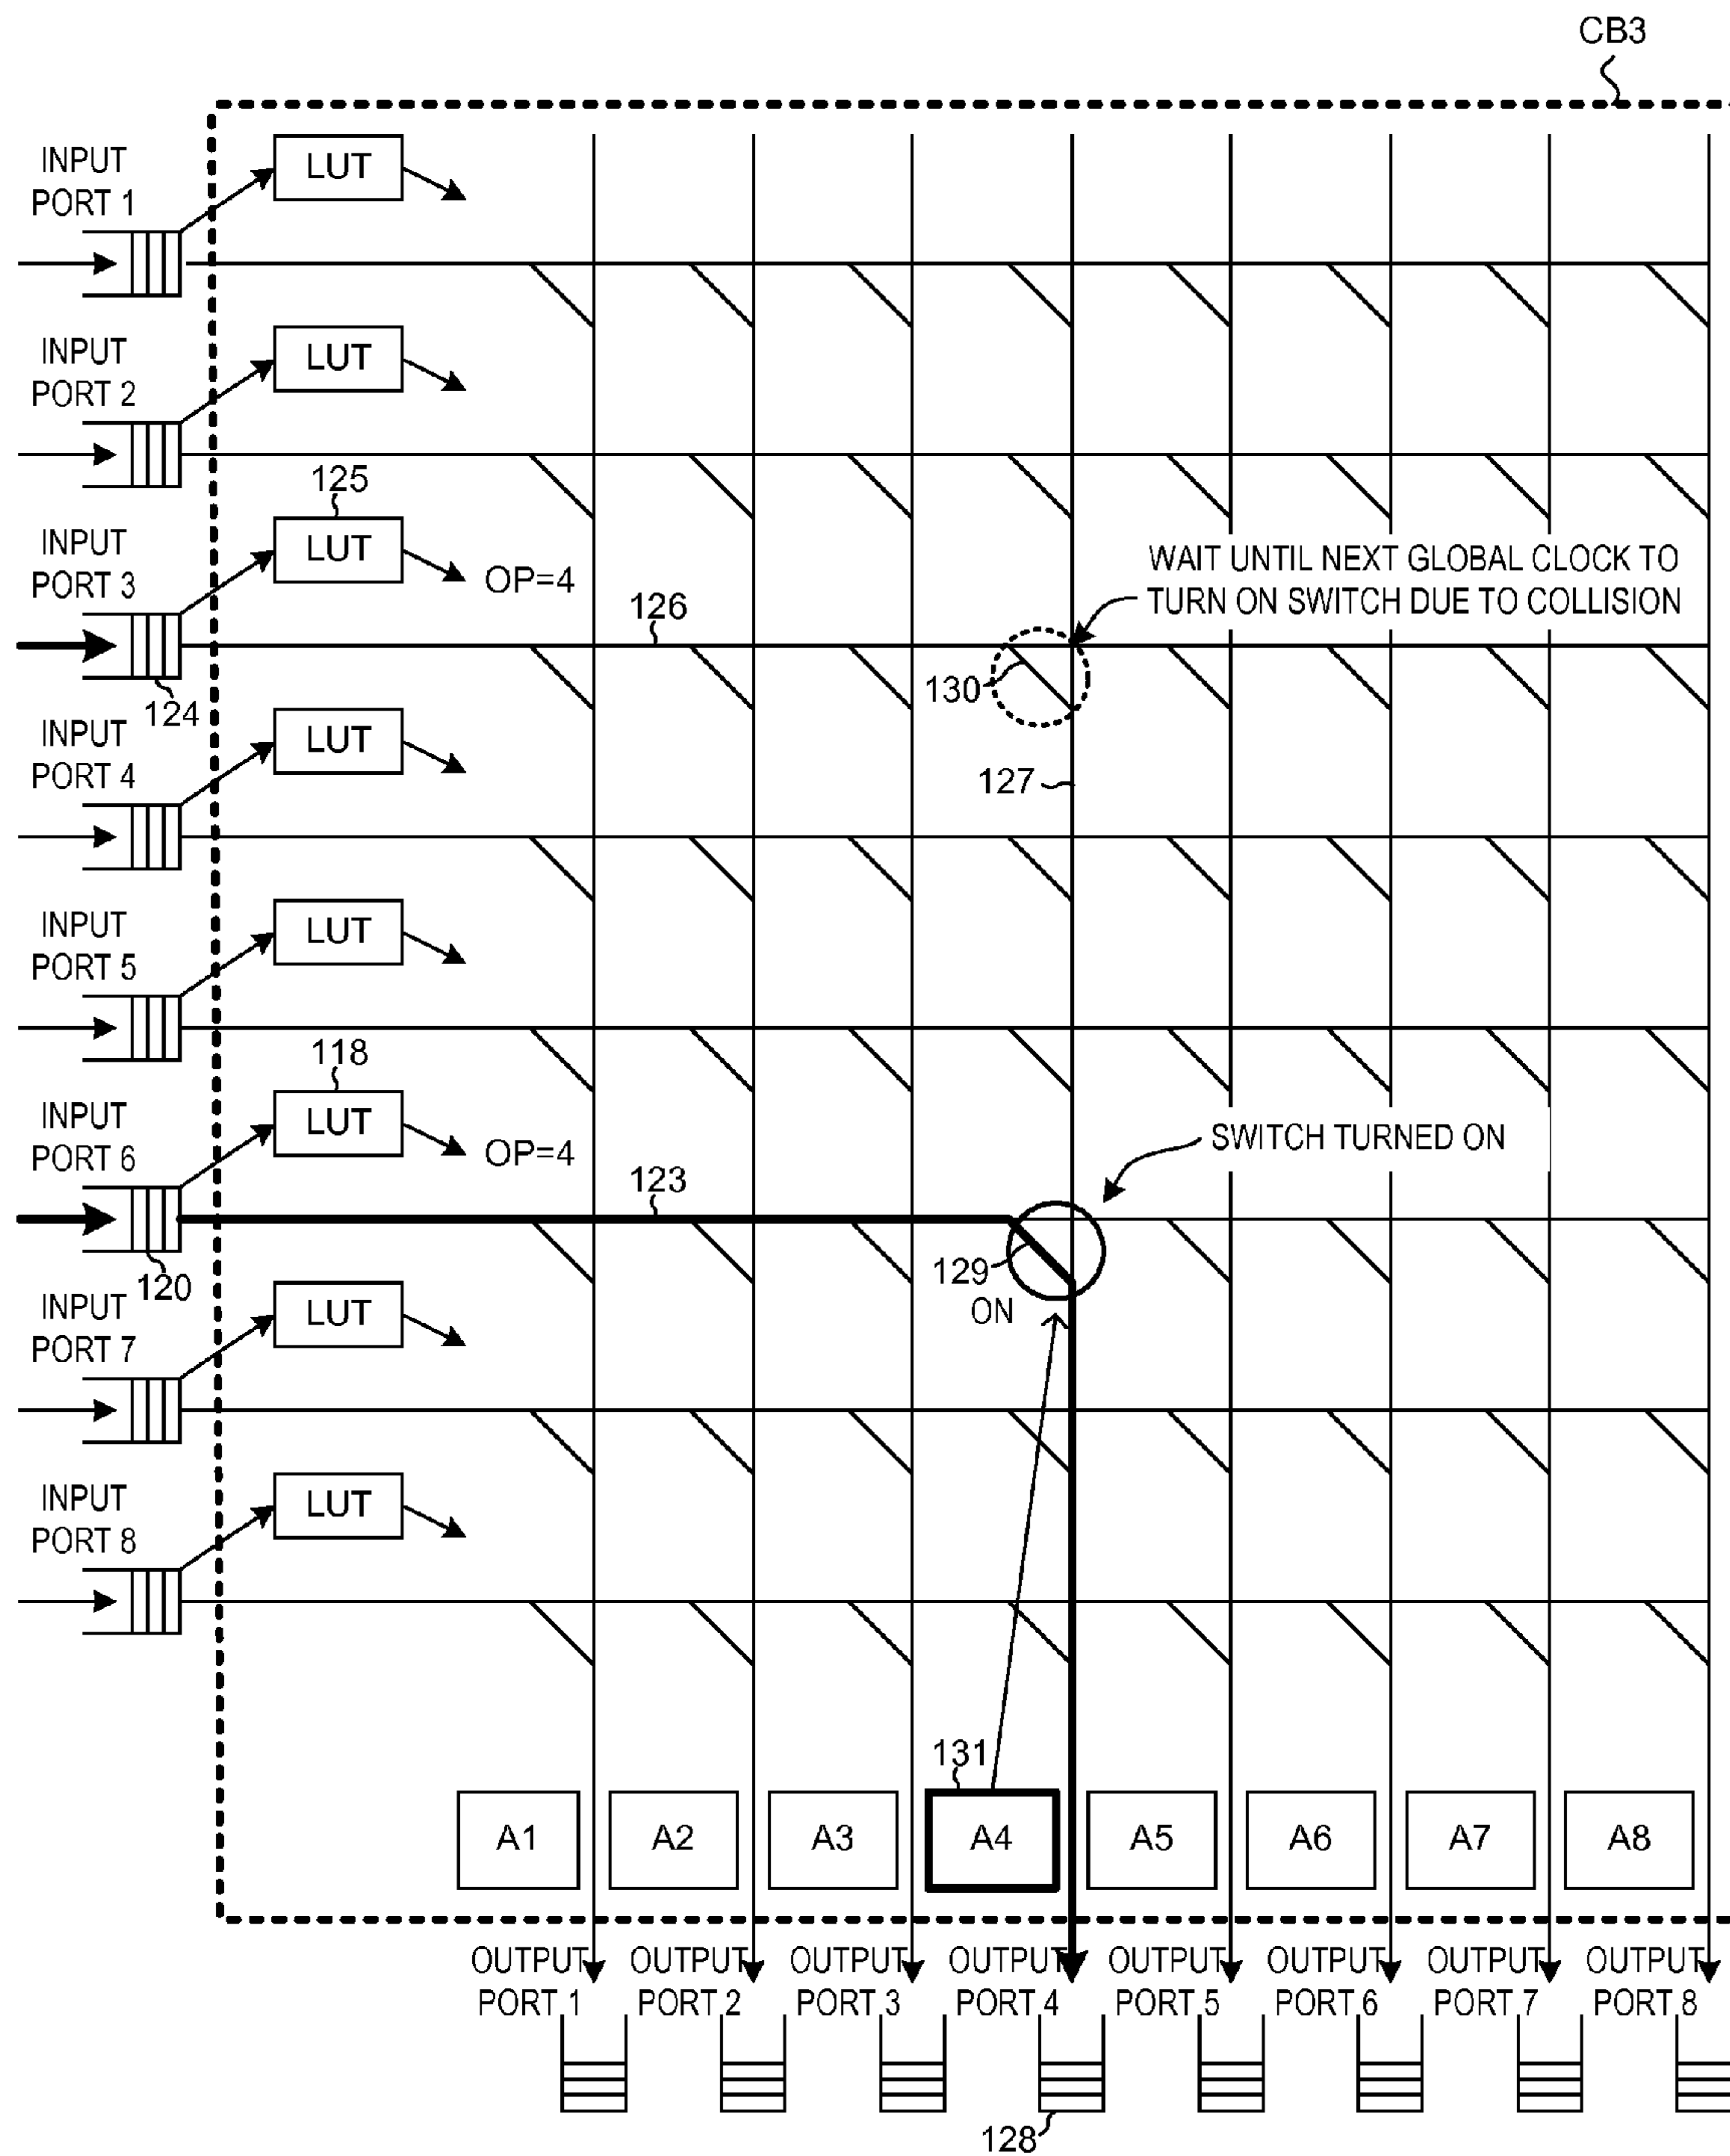 CB3
INPUT
PORT 1
LUT
INPUT
PORT 2
LUT
125
INPUT
PORT 3
LUT
OP=4
WAIT UNTIL NEXT GLOBAL CLOCK TO
TURN ON SWITCH DUE TO COLLISION
126
130
124
INPUT
PORT 4
LUT
127
INPUT
PORT 5
LUT
118
INPUT
PORT 6
LUT
OP=4
SWITCH TURNED ON
123
129
ON
120
INPUT
PORT 7
LUT
INPUT
PORT 8
LUT
131
A1
A2
A3
A4
A5
A6
A7
A8
OUTPUT
PORT 1
OUTPUT
PORT 2
OUTPUT
PORT 3
OUTPUT
PORT 4
OUTPUT
PORT 5
OUTPUT
PORT 6
OUTPUT
PORT 7
OUTPUT
PORT 8
128